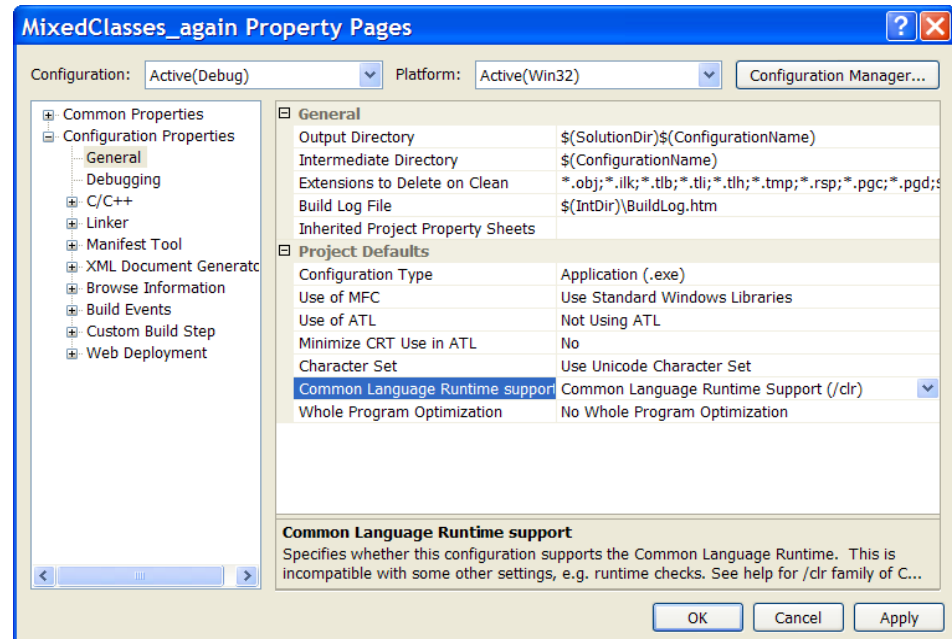 MixedClasses_again Property Pages
Configuration: Active(Debug) Platform: Active(Win32) Configuration Manager...
Common Properties
Configuration Properties
General
Debugging
C/C++
Linker
Manifest Tool
XML Document Generatc
Browse Information
Build Events
Custom Build Step
Web Deployment
General
Output Directory $(SolutionDir)$(ConfigurationName)
Intermediate Directory $(ConfigurationName)
Extensions to Delete on Clean *.obj;*.ilk;*.tlb;*.tli;*.tlh;*.tmp;*.rsp;*.pgc;*.pgd;$
Build Log File $(IntDir)\BuildLog.htm
Inherited Project Property Sheets
Project Defaults
Configuration Type Application (.exe)
Use of MFC Use Standard Windows Libraries
Use of ATL Not Using ATL
Minimize CRT Use in ATL No
Character Set Use Unicode Character Set
Common Language Runtime support Common Language Runtime Support (/clr)
Whole Program Optimization No Whole Program Optimization
Common Language Runtime support
Specifies whether this configuration supports the Common Language Runtime. This is
incompatible with some other settings, e.g. runtime checks. See help for /clr family of C...
OK Cancel Apply